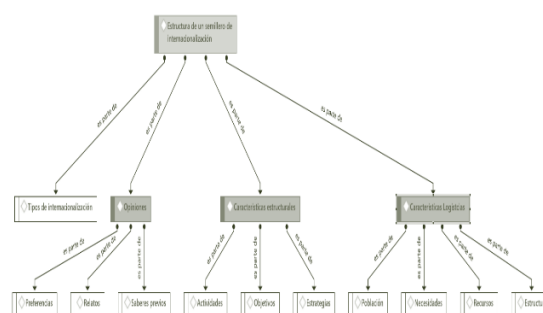 Estructura de un semillero de
internacionalización
es parte de
es parte de
es parte de
es parte de
Tipos de internacionalización
Opiniones
Características estructurales
Características Logísticas
es parte de
es parte de
es parte de
es parte de
es parte de
es parte de
es parte de
es parte de
es parte de
es parte de
Preferencias
Relatos
Saberes previos
Actividades
Objetivos
Estrategias
Población
Necesidades
Recursos
Estructu